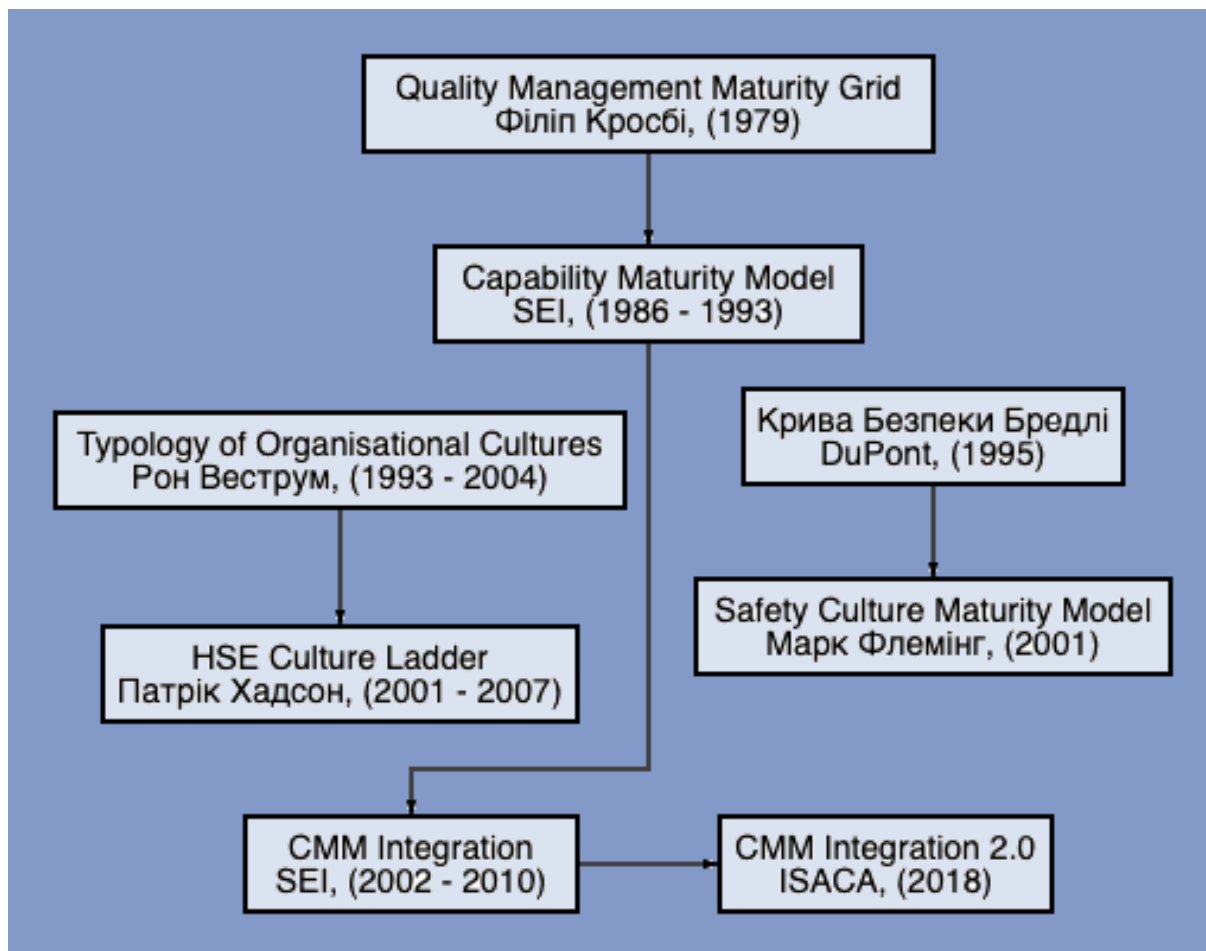 Quality Management Maturity Grid
Філіп Кросбі, (1979)
Capability Maturity Model
SEI, (1986 - 1993)
Typology of Organisational Cultures
Рон Веструм, (1993 - 2004)
Крива Безпеки Бредлі
DuPont, (1995)
HSE Culture Ladder
Патрік Хадсон, (2001 - 2007)
Safety Culture Maturity Model
Марк Флемінг, (2001)
CMM Integration
SEI, (2002 - 2010)
CMM Integration 2.0
ISACA, (2018)